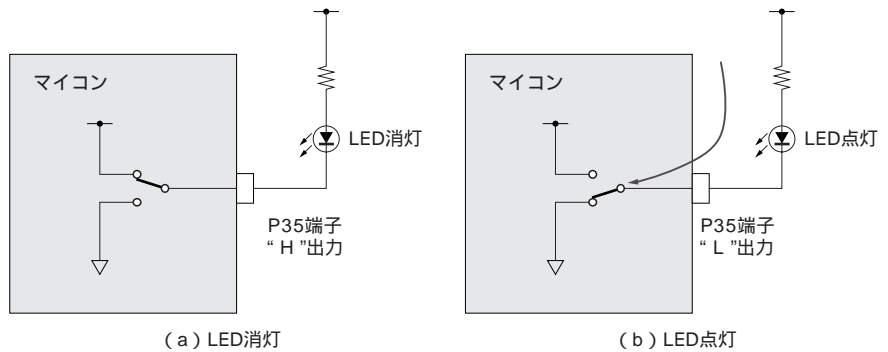 マイコン
LED消灯
P35端子
“ H ”出力
( a ) LED消灯
マイコン
LED点灯
P35端子
“ L ”出力
( b ) LED点灯